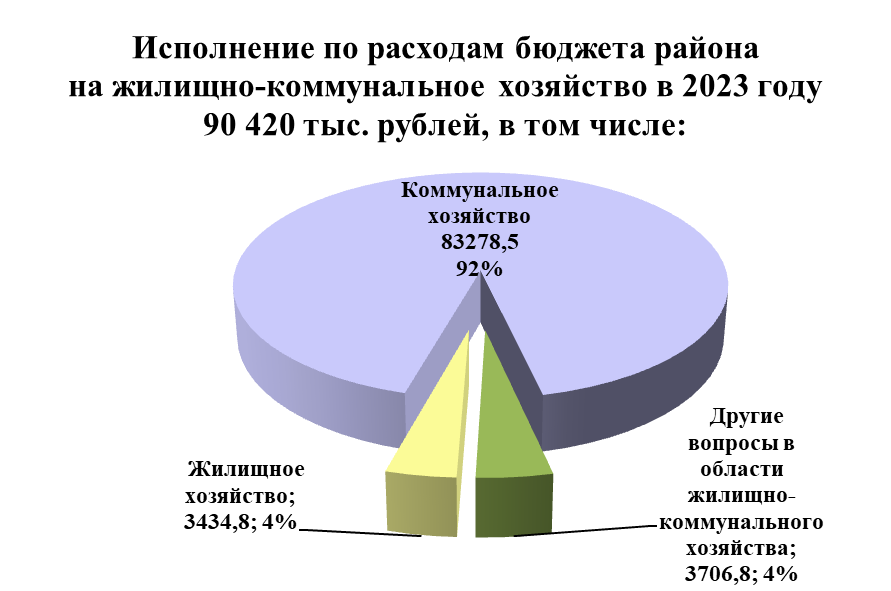 Исполнение по расходам бюджета района
на жилищно-коммунальное хозяйство в 2023 году
90 420 тыс. рублей, в том числе:
Коммунальное
хозяйство
83278,5
92%
Жилищное
хозяйство;
3434,8; 4%
Другие
вопросы в
области
жилищно-
коммунального
хозяйства;
3706,8; 4%